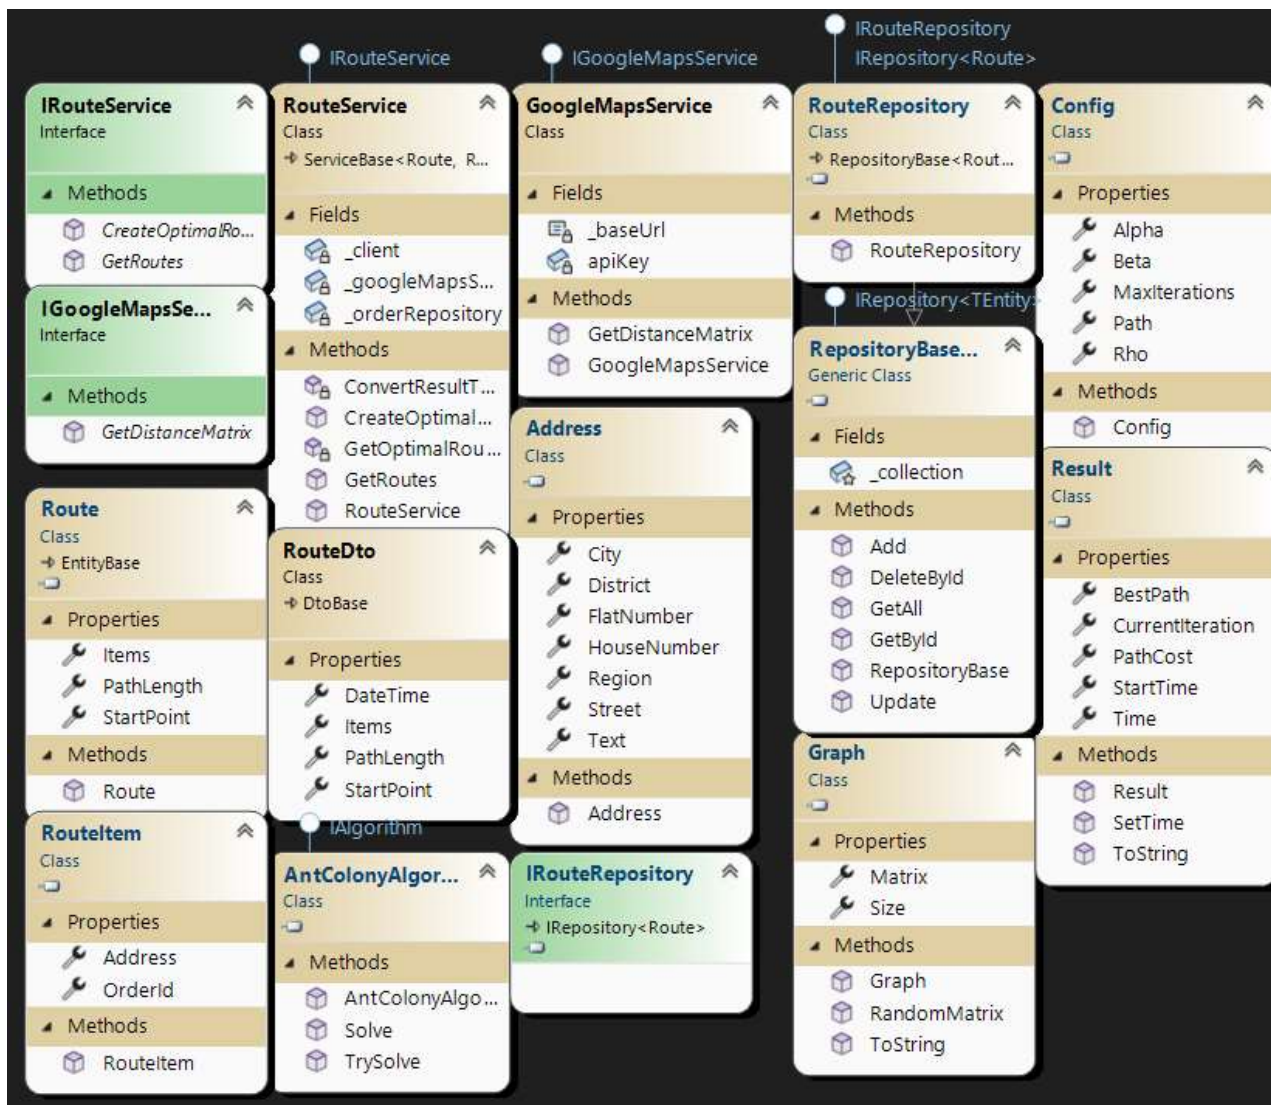 IRouteService
Interface
Methods
CreateOptimalRo...
GetRoutes
IGoogleMapsSe...
Interface
Methods
GetDistanceMatrix
Route
Class
EntityBase
Properties
Items
PathLength
StartPoint
Methods
Route
RouteItem
Class
Properties
Address
OrderId
Methods
RouteItem
IRouteService
RouteService
Class
ServiceBase<Route, R...
Fields
_client
_googleMapsS...
_orderRepository
Methods
ConvertResultT...
CreateOptimal...
GetOptimalRou...
GetRoutes
RouteService
RouteDto
Class
DtoBase
Properties
DateTime
Items
PathLength
StartPoint
IAlgorithm
AntColonyAlgor...
Class
Methods
AntColonyAlgo...
Solve
TrySolve
IGoogleMapsService
GoogleMapsService
Class
Fields
_baseUrl
apiKey
Methods
GetDistanceMatrix
GoogleMapsService
Address
Class
Properties
City
District
FlatNumber
HouseNumber
Region
Street
Text
Methods
Address
IRouteRepository
Interface
IRepository<Route>
IRouteRepository
IRepository<Route>
RouteRepository
Class
RepositoryBase<Rout...
Methods
RouteRepository
IRepository<TEntity>
RepositoryBase...
Generic Class
Fields
_collection
Methods
Add
DeleteById
GetAll
GetById
RepositoryBase
Update
Graph
Class
Properties
Matrix
Size
Methods
Graph
RandomMatrix
ToString
Config
Class
Properties
Alpha
Beta
MaxIterations
Path
Rho
Methods
Config
Result
Class
Properties
BestPath
CurrentIteration
PathCost
StartTime
Time
Methods
Result
SetTime
ToString